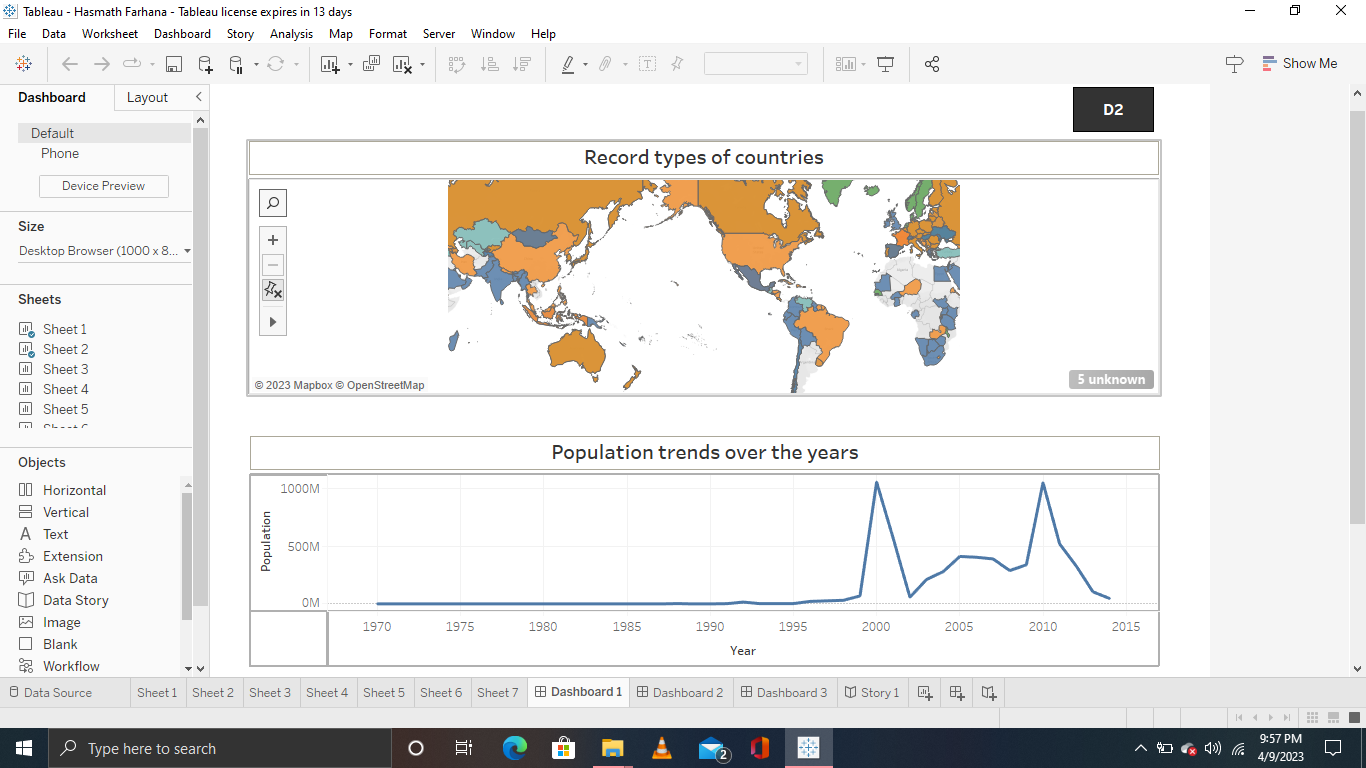 Tableau - Hasmath Farhana - Tableau license expires in 13 days
File Data Worksheet Dashboard Story Analysis Map Format Server Window Help
Show Me
Dashboard Layout
Default
Phone
Device Preview
Size
Desktop Browser (1000 x 8...
Sheets
Sheet 1
Sheet 2
Sheet 3
Sheet 4
Sheet 5
Objects
Horizontal
Vertical
Text
Extension
Ask Data
Data Story
Image
Blank
Workflow
D2
Record types of countries
© 2023 Mapbox © OpenStreetMap
5 unknown
Population trends over the years
Population
1000M
500M
0M
1970 1975 1980 1985 1990 1995 2000 2005 2010 2015
Year
Data Source Sheet 1 Sheet 2 Sheet 3 Sheet 4 Sheet 5 Sheet 6 Sheet 7 Dashboard 1 Dashboard 2 Dashboard 3 Story 1
Type here to search
2
9:57 PM
4/9/2023